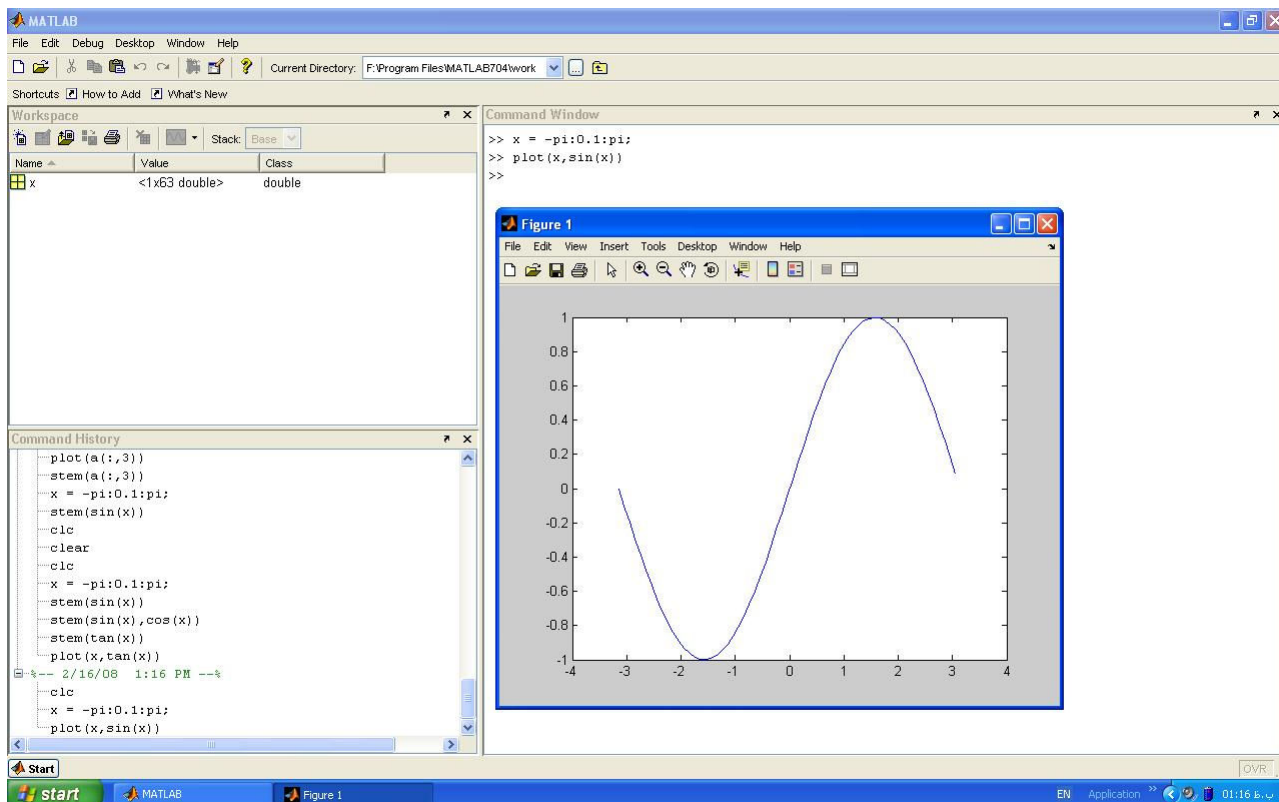 MATLAB
File Edit Debug Desktop Window Help
Current Directory: F:\Program Files\MATLAB704\work
Shortcuts How to Add What's New
Workspace
Stack: Base
Name Value Class
x <1x63 double> double
Command History
plot(a(:,3))
stem(a(:,3))
x = -pi:0.1:pi;
stem(sin(x))
clc
clear
clc
x = -pi:0.1:pi;
stem(sin(x))
stem(sin(x),cos(x))
stem(tan(x))
plot(x,tan(x))
%-- 2/16/08 1:16 PM --%
clc
x = -pi:0.1:pi;
plot(x,sin(x))
Command Window
>> x = -pi:0.1:pi;
>> plot(x,sin(x))
>>
Figure 1
File Edit View Insert Tools Desktop Window Help
1
0.8
0.6
0.4
0.2
0
-0.2
-0.4
-0.6
-0.8
-1
-4 -3 -2 -1 0 1 2 3 4
Start
OVR
start MATLAB Figure 1 EN Application » 01:16 ب.ظ